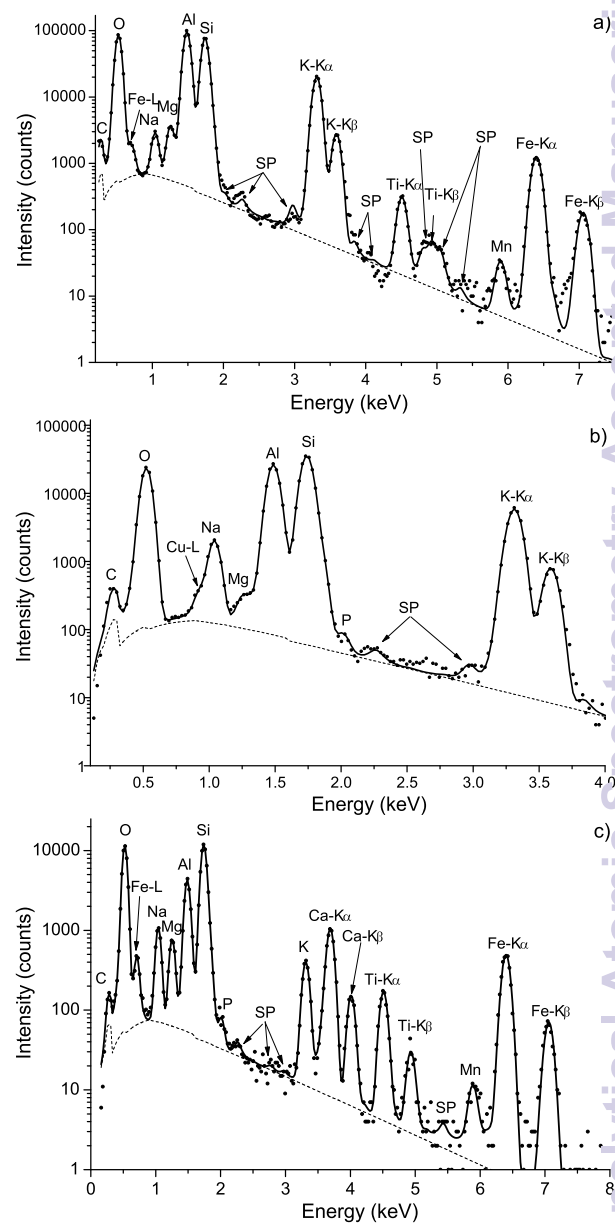 a)
O
Al
Si
C
Fe-L
Na
Mg
SP
K-Kα
K-Kβ
SP
Ti-Kα
SP
Ti-Kβ
SP
Mn
Fe-Kα
Fe-Kβ
100000
10000
1000
100
10
1
Intensity (counts)
1 2 3 4 5 6 7
Energy (keV)
b)
O
Al
Si
C
Cu-L
Na
Mg
P
SP
K-Kα
K-Kβ
100000
10000
1000
100
10
1
Intensity (counts)
0.5 1.0 1.5 2.0 2.5 3.0 3.5 4.0
Energy (keV)
c)
O
Si
Al
Fe-L
Na
Mg
C
P
SP
K
Ca-Kα
Ca-Kβ
Ti-Kα
Ti-Kβ
SP
Mn
Fe-Kα
Fe-Kβ
10000
1000
100
10
1
Intensity (counts)
0 1 2 3 4 5 6 7 8
Energy (keV)
Atomic Spectrometry Accepted